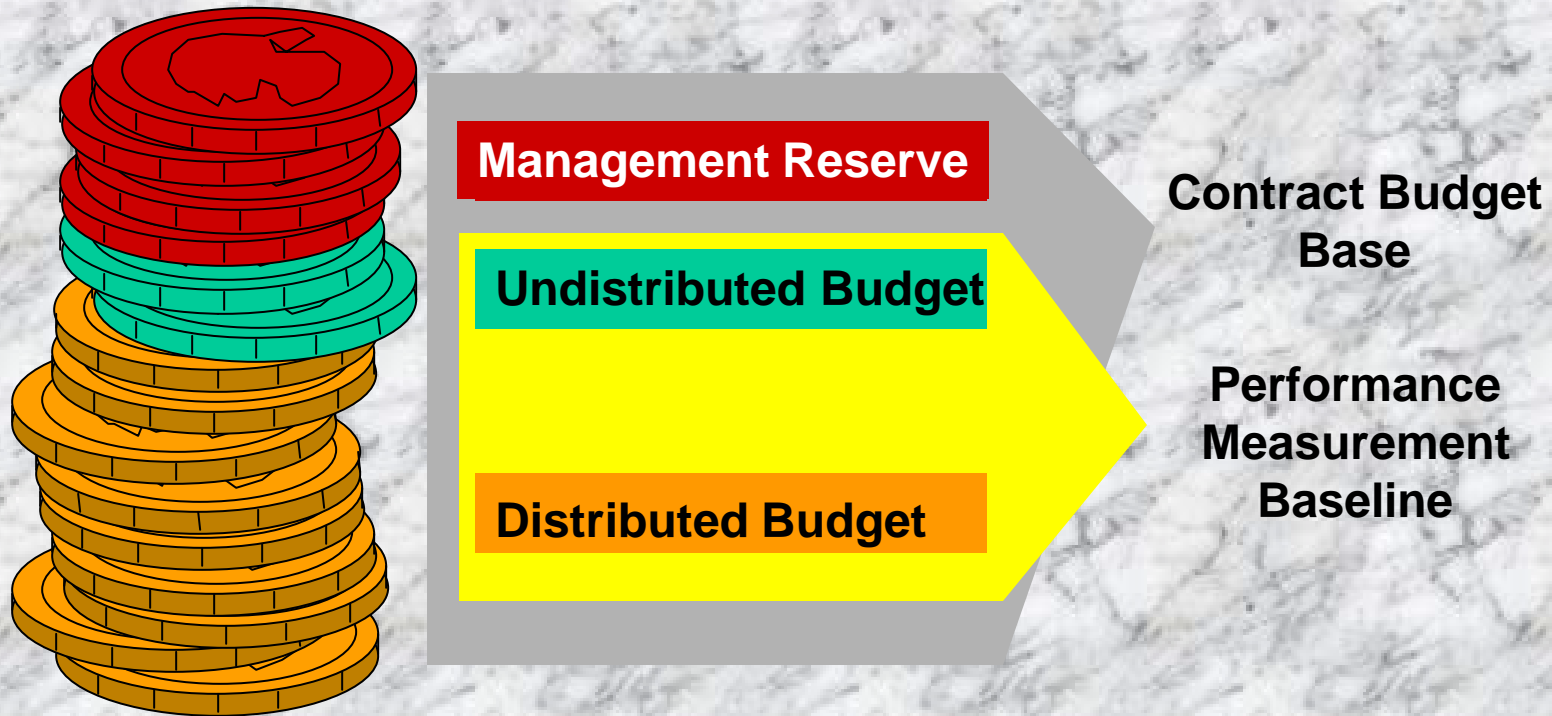 Management Reserve
Undistributed Budget
Distributed Budget
Contract Budget
Base
Performance
Measurement
Baseline